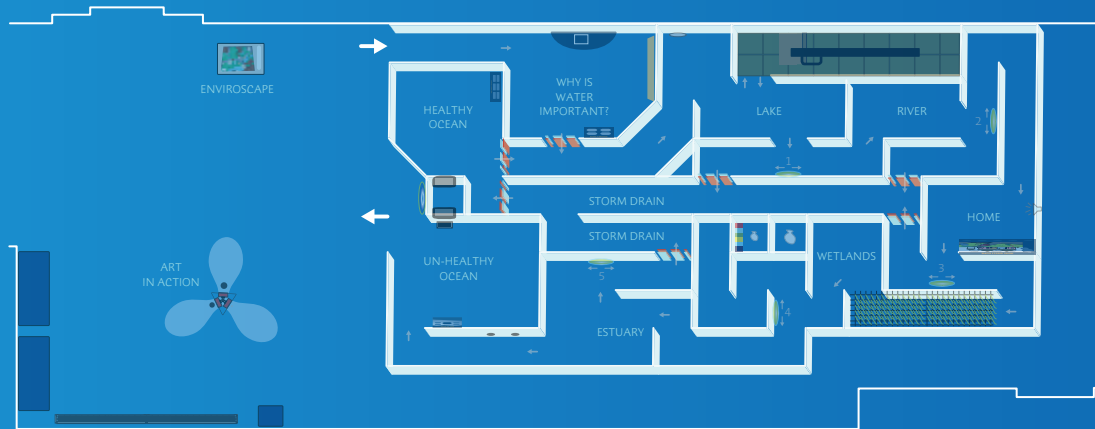 ENVIROSCAPE
WHY IS
WATER
IMPORTANT?
HEALTHY
OCEAN
LAKE
RIVER
2
1
STORM DRAIN
HOME
STORM DRAIN
WETLANDS
UN-HEALTHY
OCEAN
ART
IN ACTION
5
3
4
ESTUARY